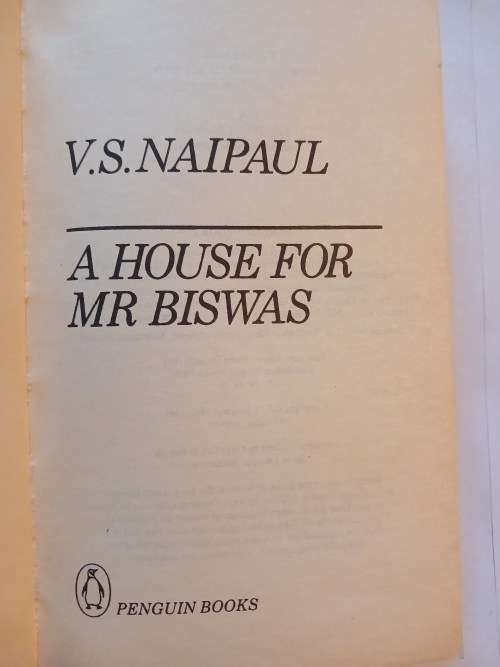 V.S. NAIPAUL
A HOUSE FOR
MR BISWAS
PENGUIN BOOKS